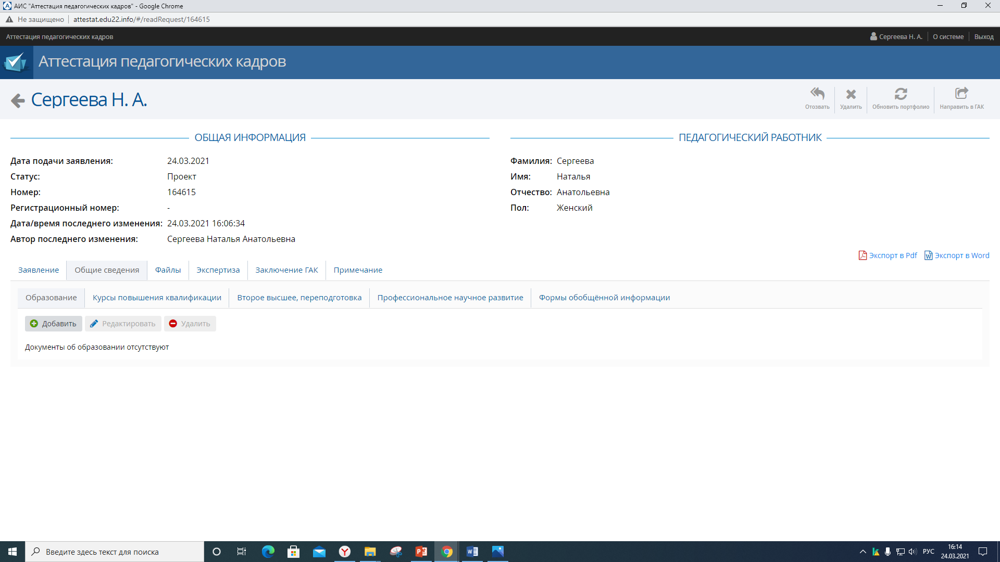 АИС "Аттестация педагогических кадров" - Google Chrome
Не защищено attestat.edu22.info/#/readRequest/164615
Аттестация педагогических кадров Сергеева Н. А. О системе Выход
Аттестация педагогических кадров
Сергеева Н. А.
Отозвать Удалить Обновить портфолио Направить в ГАК
ОБЩАЯ ИНФОРМАЦИЯ
Дата подачи заявления: 24.03.2021
Статус: Проект
Номер: 164615
Регистрационный номер: -
Дата/время последнего изменения: 24.03.2021 16:06:34
Автор последнего изменения: Сергеева Наталья Анатольевна
ПЕДАГОГИЧЕСКИЙ РАБОТНИК
Фамилия: Сергеева
Имя: Наталья
Отчество: Анатольевна
Пол: Женский
Экспорт в Pdf Экспорт в Word
Заявление Общие сведения Файлы Экспертиза Заключение ГАК Примечание
Образование Курсы повышения квалификации Второе высшее, переподготовка Профессиональное научное развитие Формы обобщённой информации
Добавить Редактировать Удалить
Документы об образовании отсутствуют
Введите здесь текст для поиска
РУС
16:14
24.03.2021